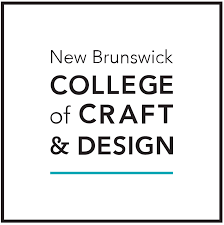 New Brunswick
COLLEGE
of CRAFT
& DESIGN